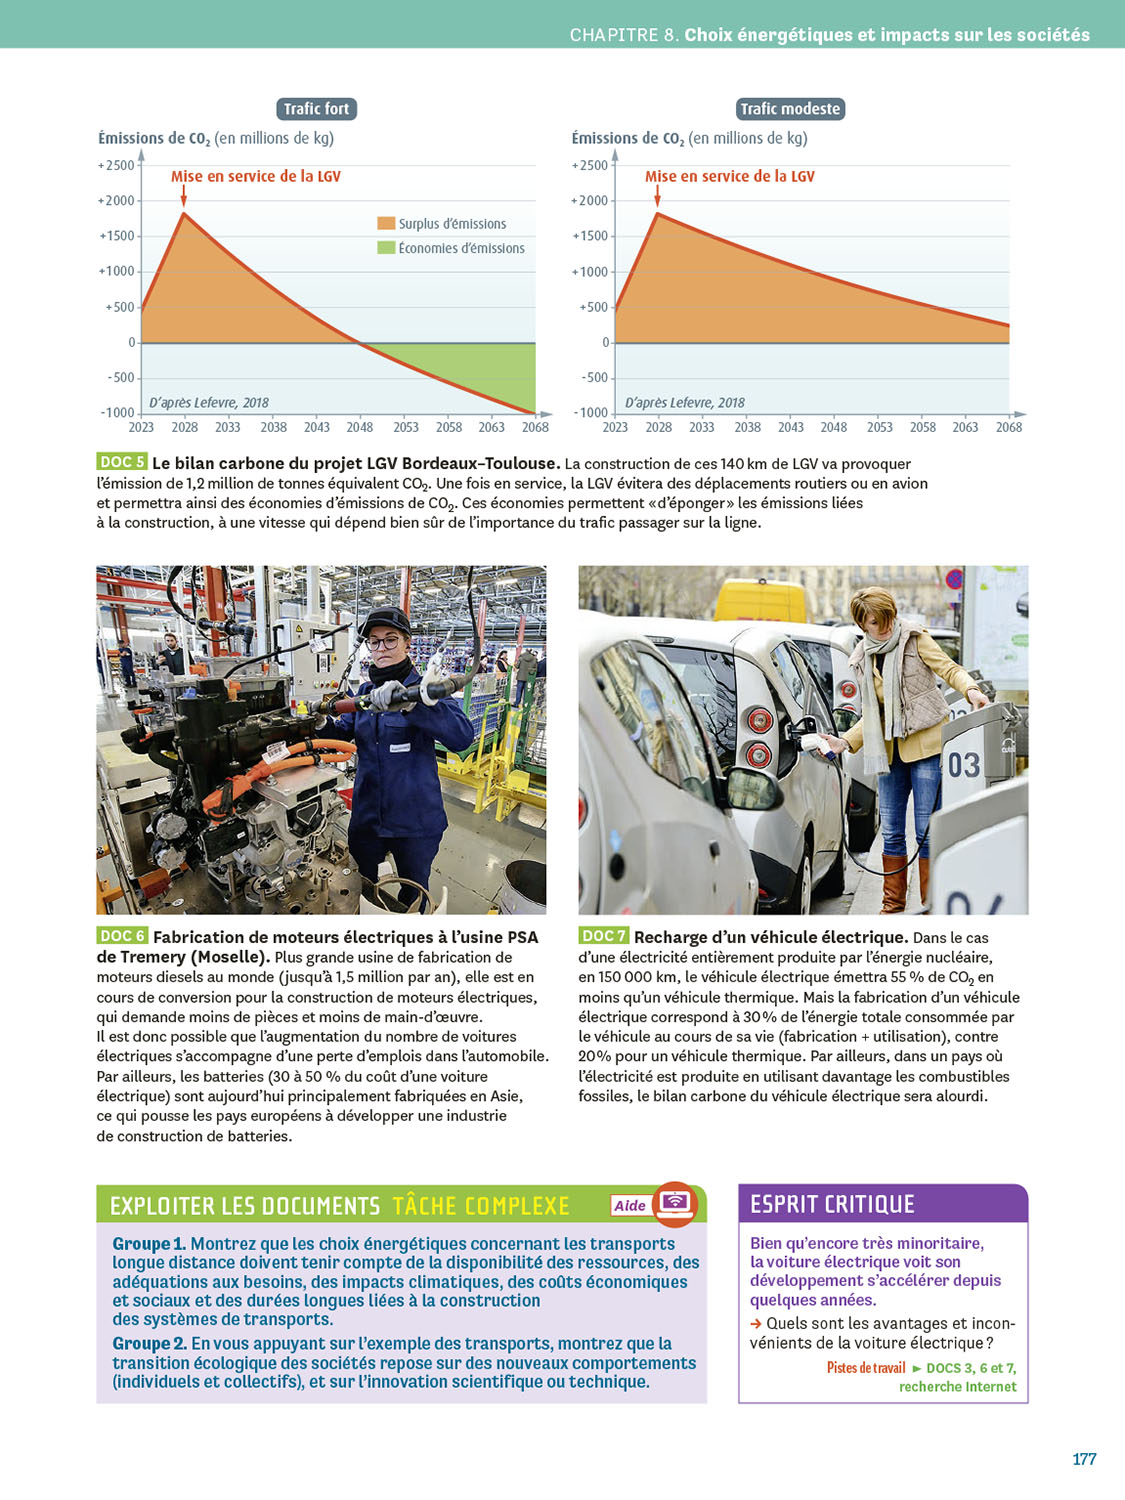 CHAPITRE 8. Choix énergétiques et impacts sur les sociétés
Trafic fort
Émissions de CO₂ (en millions de kg)
+2500
+2000
+1500
+1000
+500
0
-500
-1000
Mise en service de la LGV
Surplus d'émissions
Économies d'émissions
D'après Lefevre, 2018
2023 2028 2033 2038 2043 2048 2053 2058 2063 2068
Trafic modeste
Émissions de CO₂ (en millions de kg)
+2500
+2000
+1500
+1000
+500
0
-500
-1000
Mise en service de la LGV
D'après Lefevre, 2018
2023 2028 2033 2038 2043 2048 2053 2058 2063 2068
DOC 5 Le bilan carbone du projet LGV Bordeaux–Toulouse. La construction de ces 140 km de LGV va provoquer
l'émission de 1,2 million de tonnes équivalent CO₂. Une fois en service, la LGV évitera des déplacements routiers ou en avion
et permettra ainsi des économies d'émissions de CO₂. Ces économies permettent «d'éponger» les émissions liées
à la construction, à une vitesse qui dépend bien sûr de l'importance du trafic passager sur la ligne.
03
DOC 6 Fabrication de moteurs électriques à l'usine PSA
de Tremery (Moselle). Plus grande usine de fabrication de
moteurs diesels au monde (jusqu'à 1,5 million par an), elle est en
cours de conversion pour la construction de moteurs électriques,
qui demande moins de pièces et moins de main-d'œuvre.
Il est donc possible que l'augmentation du nombre de voitures
électriques s'accompagne d'une perte d'emplois dans l'automobile.
Par ailleurs, les batteries (30 à 50 % du coût d'une voiture
électrique) sont aujourd'hui principalement fabriquées en Asie,
ce qui pousse les pays européens à développer une industrie
de construction de batteries.
DOC 7 Recharge d'un véhicule électrique. Dans le cas
d'une électricité entièrement produite par l'énergie nucléaire,
en 150 000 km, le véhicule électrique émettra 55 % de CO₂ en
moins qu'un véhicule thermique. Mais la fabrication d'un véhicule
électrique correspond à 30 % de l'énergie totale consommée par
le véhicule au cours de sa vie (fabrication + utilisation), contre
20 % pour un véhicule thermique. Par ailleurs, dans un pays où
l'électricité est produite en utilisant davantage les combustibles
fossiles, le bilan carbone du véhicule électrique sera alourdi.
EXPLOITER LES DOCUMENTS TÂCHE COMPLEXE
Aide
Groupe 1. Montrez que les choix énergétiques concernant les transports
longue distance doivent tenir compte de la disponibilité des ressources, des
adéquations aux besoins, des impacts climatiques, des coûts économiques
et sociaux et des durées longues liées à la construction
des systèmes de transports.
Groupe 2. En vous appuyant sur l'exemple des transports, montrez que la
transition écologique des sociétés repose sur des nouveaux comportements
(individuels et collectifs), et sur l'innovation scientifique ou technique.
ESPRIT CRITIQUE
Bien qu'encore très minoritaire,
la voiture électrique voit son
développement s'accélérer depuis
quelques années.
→ Quels sont les avantages et incon-
vénients de la voiture électrique ?
Pistes de travail ► DOCS 3, 6 et 7,
recherche Internet
177